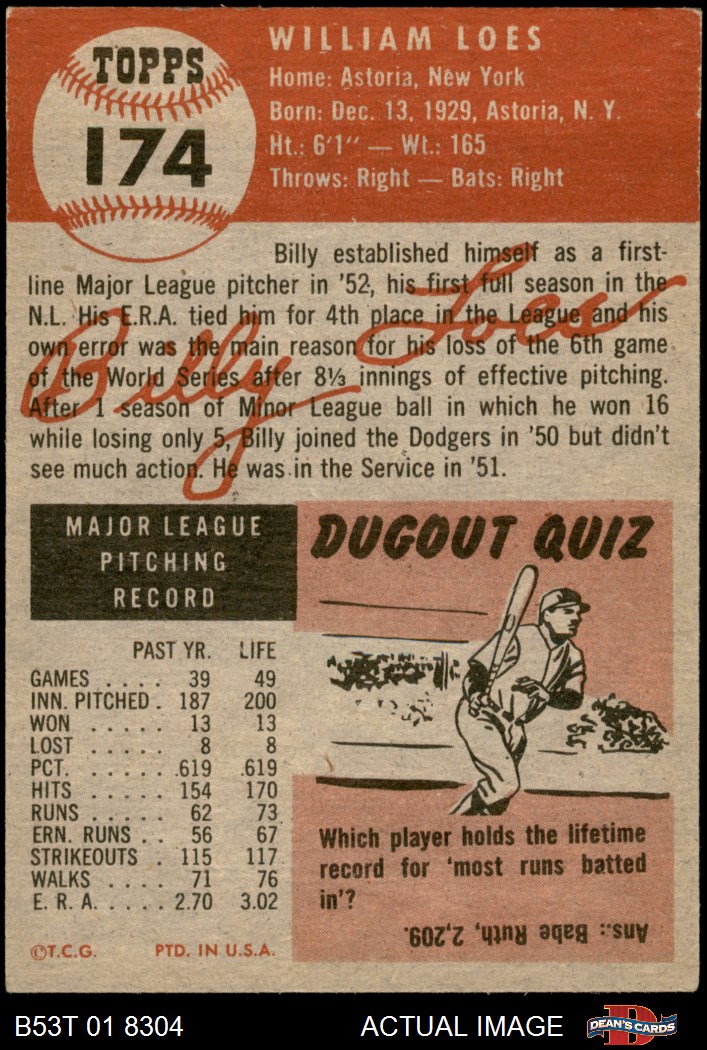 TOPPS
174
WILLIAM LOES
Home: Astoria, New York
Born: Dec. 13, 1929, Astoria, N. Y.
Ht.: 6'1" — Wt.: 165
Throws: Right — Bats: Right
Billy established himself as a first-
line Major League pitcher in '52, his first full season in the
N.L. His E.R.A. tied him for 4th place in the League and his
own error was the main reason for his loss of the 6th game
of the World Series after 8⅓ innings of effective pitching.
After 1 season of Minor League ball in which he won 16
while losing only 5, Billy joined the Dodgers in '50 but didn't
see much action. He was in the Service in '51.
Billy Loes
MAJOR LEAGUE
PITCHING
RECORD
PAST YR. LIFE
GAMES . . . . 39 49
INN. PITCHED . 187 200
WON . . . . . 13 13
LOST . . . . . 8 8
PCT. . . . . . .619 .619
HITS . . . . . 154 170
RUNS . . . . . 62 73
ERN. RUNS . . 56 67
STRIKEOUTS . 115 117
WALKS . . . . 71 76
E. R. A. . . . . 2.70 3.02
©T.C.G. PTD. IN U.S.A.
DUGOUT QUIZ
Which player holds the lifetime
record for 'most runs batted
in'?
Ans.: Babe Ruth, 2,209.
B53T 01 8304 ACTUAL IMAGE DEAN'S CARDS